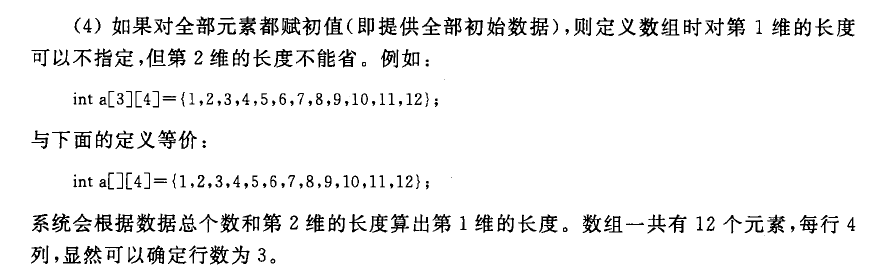 (4) 如果对全部元素都赋初值(即提供全部初始数据),则定义数组时对第 1 维的长度
可以不指定,但第 2 维的长度不能省。例如:
int a[3][4]={1,2,3,4,5,6,7,8,9,10,11,12};
与下面的定义等价:
int a[][4]={1,2,3,4,5,6,7,8,9,10,11,12};
系统会根据数据总个数和第 2 维的长度算出第 1 维的长度。数组一共有 12 个元素,每行 4
列,显然可以确定行数为 3。